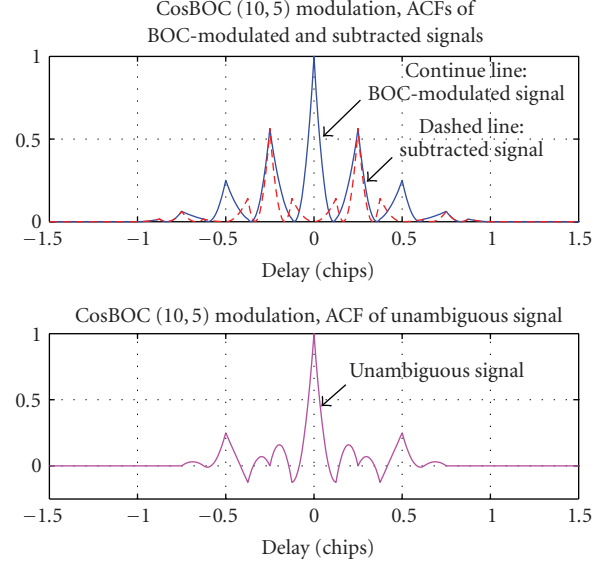 CosBOC (10, 5) modulation, ACFs of
BOC-modulated and subtracted signals
1
0.5
0
Continue line:
BOC-modulated signal
Dashed line:
subtracted signal
−1.5 −1 −0.5 0 0.5 1 1.5
Delay (chips)
CosBOC (10, 5) modulation, ACF of unambiguous signal
1
0.5
0
Unambiguous signal
−1.5 −1 −0.5 0 0.5 1 1.5
Delay (chips)